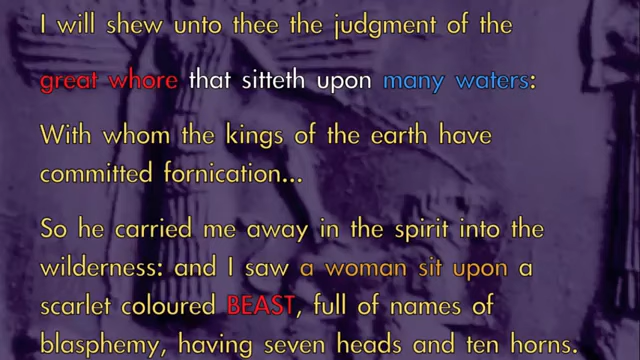 I will shew unto thee the judgment of the
great whore that sitteth upon many waters:
With whom the kings of the earth have
committed fornication...
So he carried me away in the spirit into the
wilderness: and I saw a woman sit upon a
scarlet coloured BEAST, full of names of
blasphemy, having seven heads and ten horns.